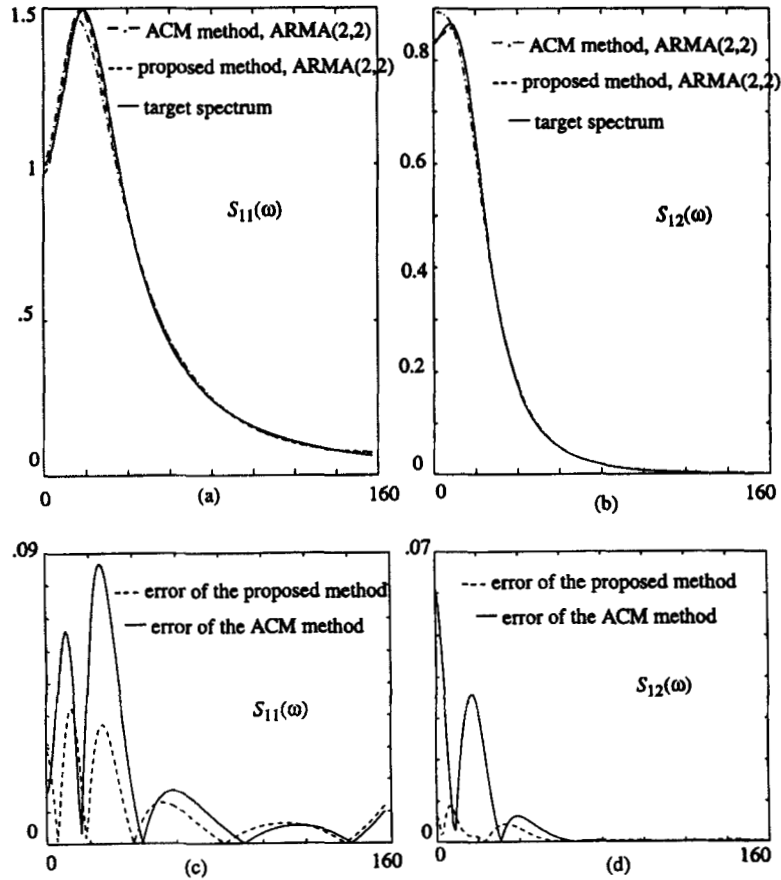 1.5
ACM method, ARMA(2,2)
proposed method, ARMA(2,2)
target spectrum
1
S11(ω)
.5
0
0
160
(a)
0.8
ACM method, ARMA(2,2)
proposed method, ARMA(2,2)
target spectrum
0.6
S12(ω)
0.4
0.2
0
0
160
(b)
.09
error of the proposed method
error of the ACM method
S11(ω)
0
0
160
(c)
.07
error of the proposed method
error of the ACM method
S12(ω)
0
0
160
(d)